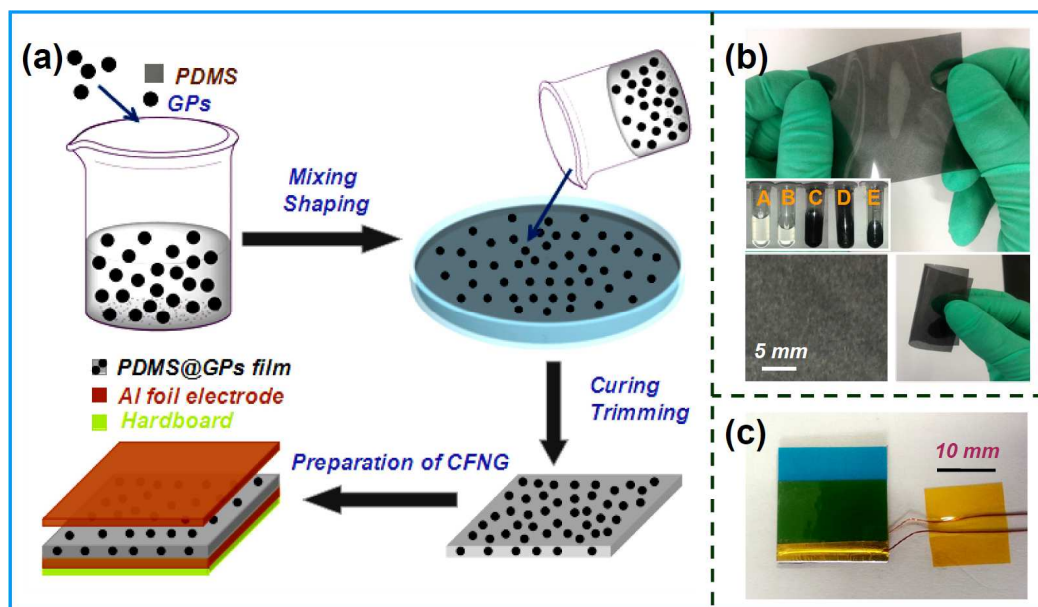 (a)
PDMS
GPs
Mixing
Shaping
PDMS@GPs film
Al foil electrode
Hardboard
Curing
Trimming
Preparation of CFNG
(b)
A B C D E
5 mm
(c)
10 mm